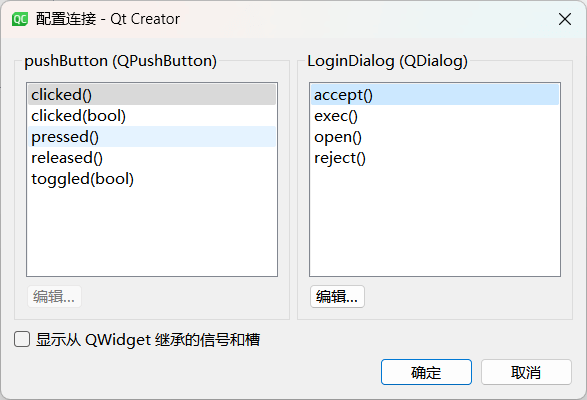 QC 配置连接 - Qt Creator
pushButton (QPushButton)
clicked()
clicked(bool)
pressed()
released()
toggled(bool)
编辑...
LoginDialog (QDialog)
accept()
exec()
open()
reject()
编辑...
显示从 QWidget 继承的信号和槽
确定
取消